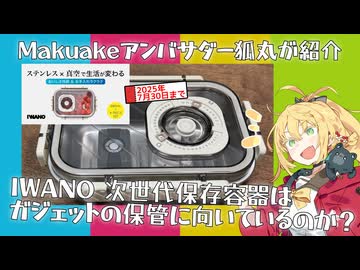 Makuakeアンバサダー狐丸が紹介
ステンレス×真空で生活が変わる
2025年
7月30日まで
IWANO
IWANO 次世代保存容器は
ガジェットの保管に向いているのか?